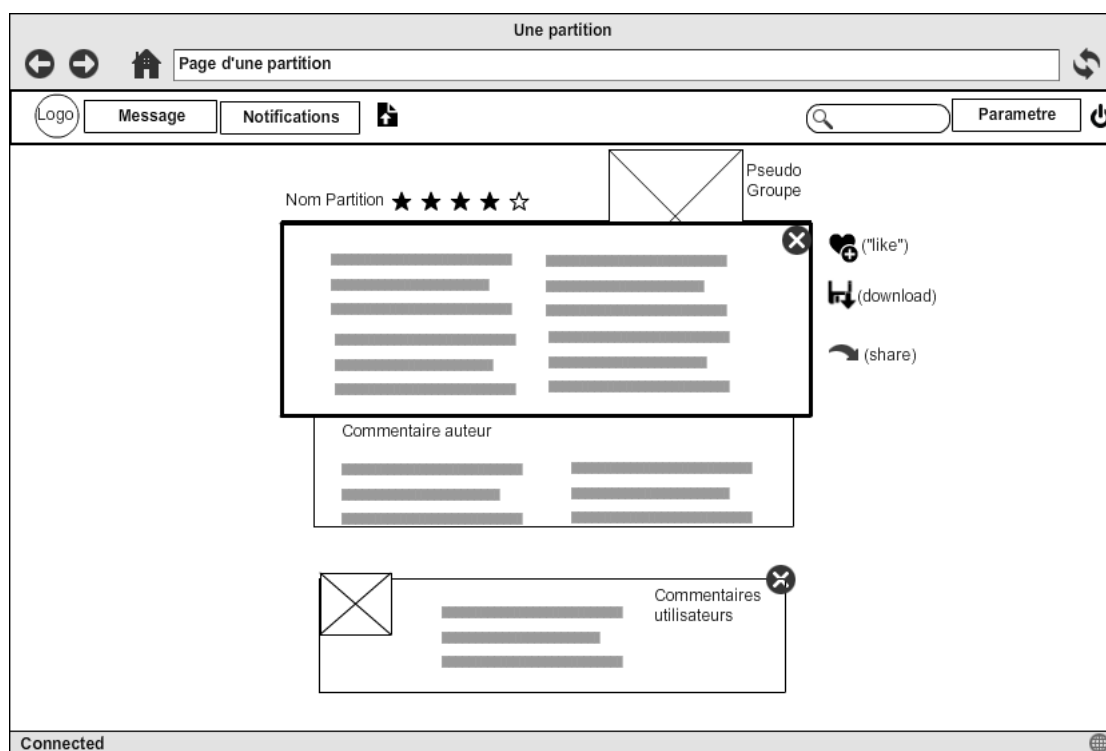 Une partition
Page d'une partition
Logo
Message
Notifications
Parametre
Pseudo
Groupe
Nom Partition
("like")
(download)
(share)
Commentaire auteur
Commentaires
utilisateurs
Connected